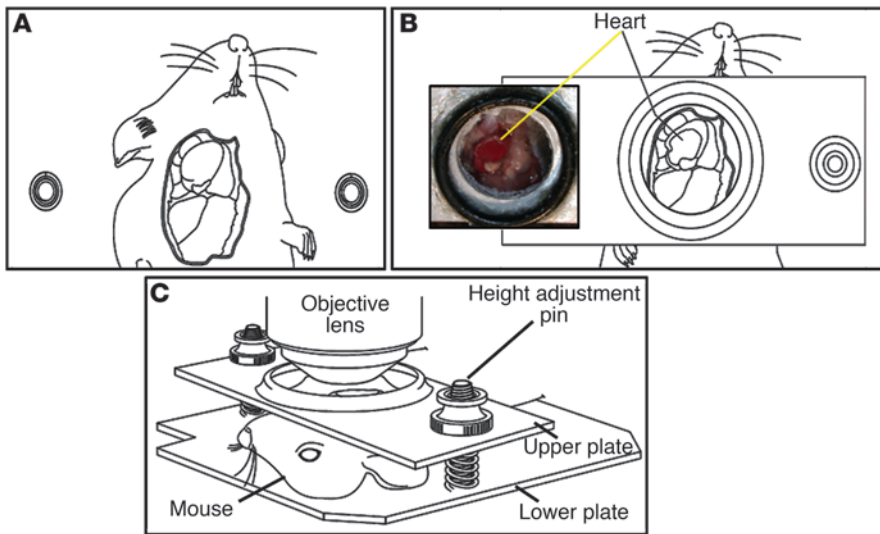 A
B
Heart
C
Objective
lens
Height adjustment
pin
Upper plate
Mouse
Lower plate